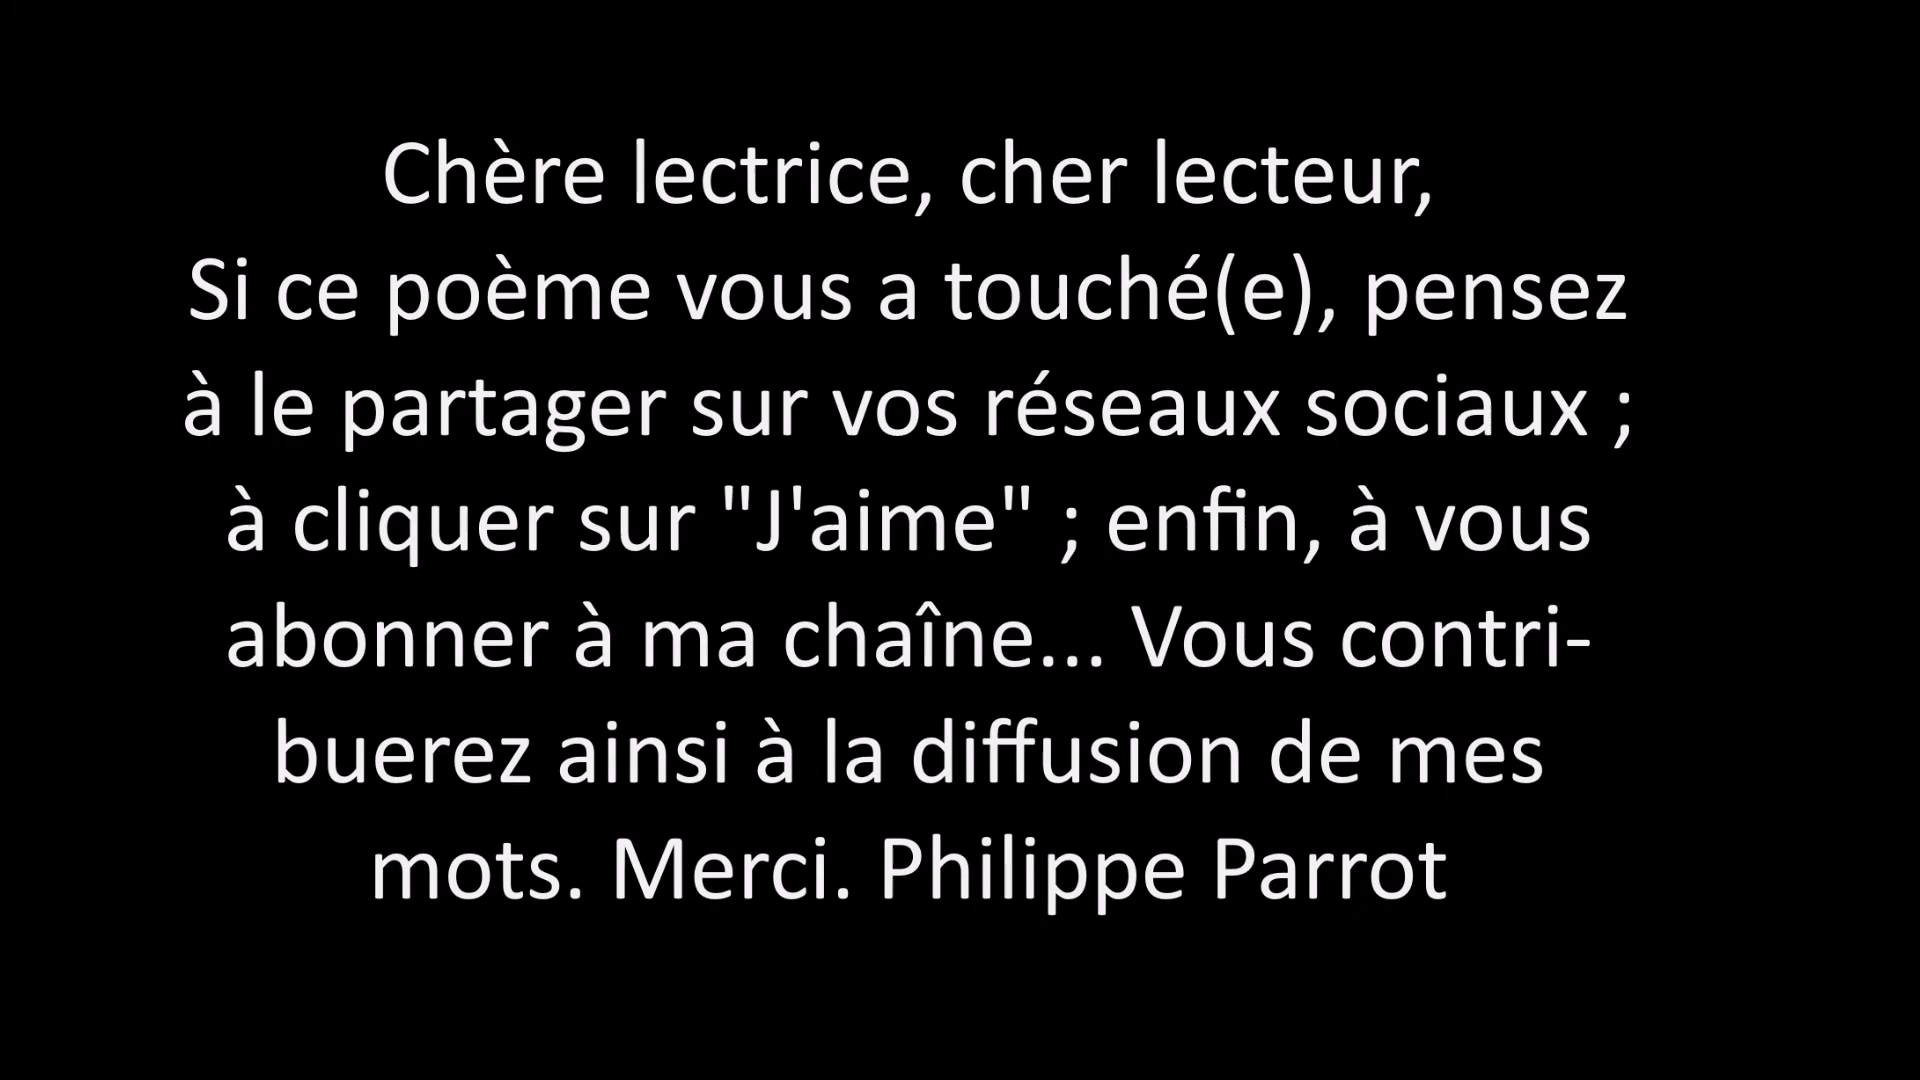 Chère lectrice, cher lecteur,
Si ce poème vous a touché(e), pensez
à le partager sur vos réseaux sociaux ;
à cliquer sur "J'aime" ; enfin, à vous
abonner à ma chaîne... Vous contri-
buerez ainsi à la diffusion de mes
mots. Merci. Philippe Parrot